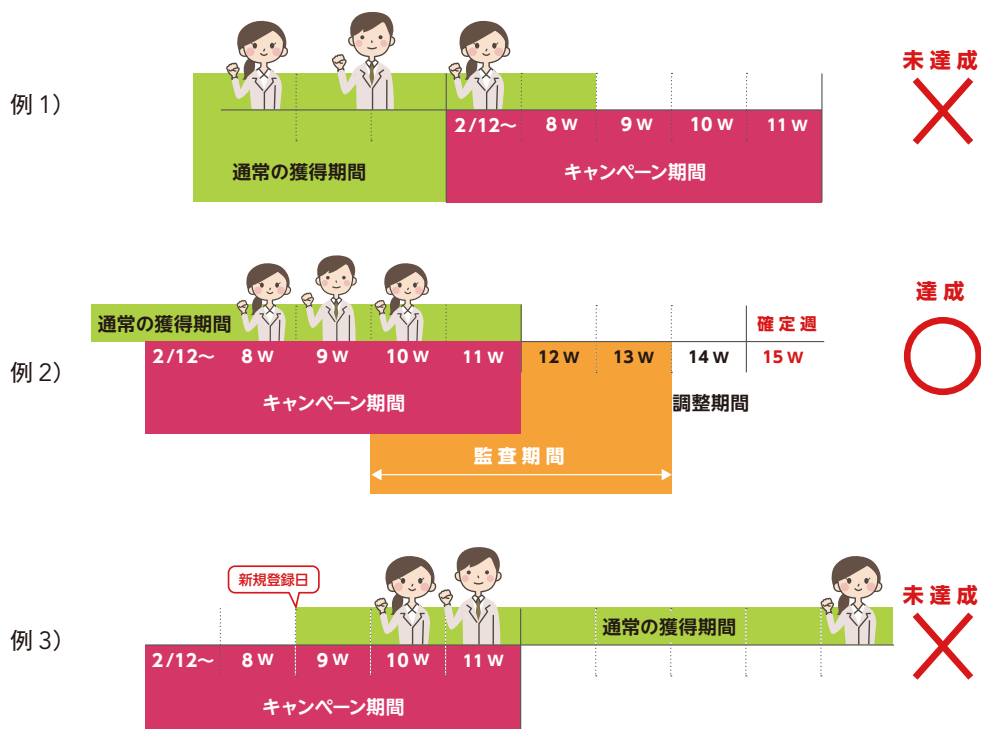 例 1）
2/12～ 8 W 9 W 10 W 11 W
通常の獲得期間
キャンペーン期間
未達成
例 2）
通常の獲得期間
確定週
2/12～ 8 W 9 W 10 W 11 W 12 W 13 W 14 W 15 W
キャンペーン期間
調整期間
監査期間
達成
例 3）
新規登録日
通常の獲得期間
2/12～ 8 W 9 W 10 W 11 W
キャンペーン期間
未達成